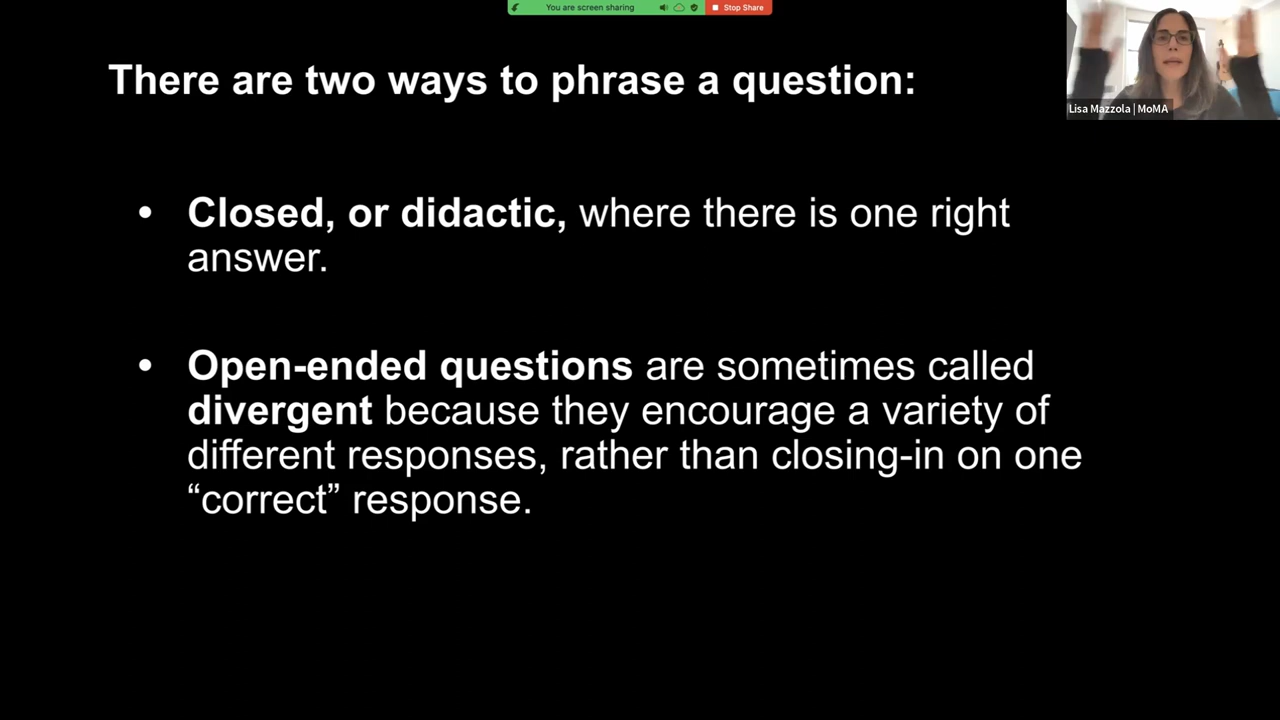 You are screen sharing
Stop Share
There are two ways to phrase a question:
Lisa Mazzola | MoMA
• Closed, or didactic, where there is one right
answer.
• Open-ended questions are sometimes called
divergent because they encourage a variety of
different responses, rather than closing-in on one
“correct” response.